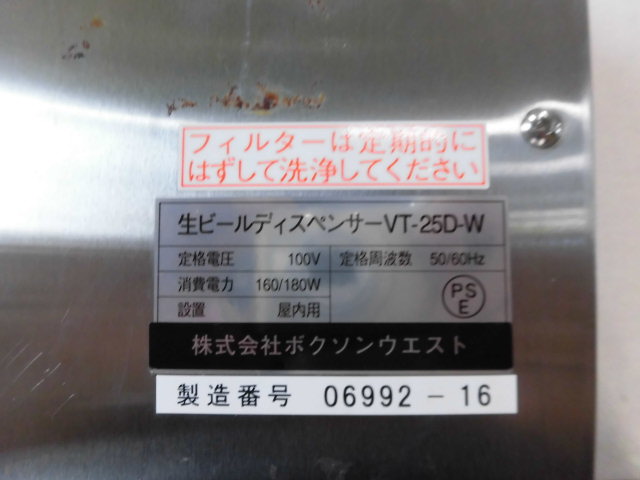 フィルターは定期的に
はずして洗浄してください
生ビールディスペンサーVT-25D-W
定格電圧 100V 定格周波数 50/60Hz
消費電力 160/180W
設置 屋内用
PS
E
株式会社ボクソンウエスト
製造番号 06992-16